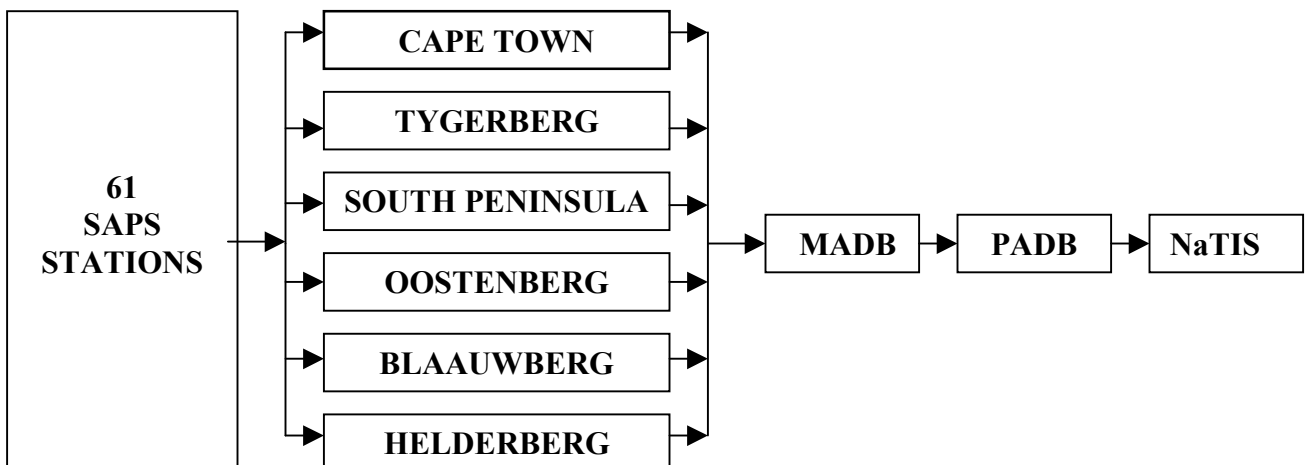 61
SAPS
STATIONS
CAPE TOWN
TYGERBERG
SOUTH PENINSULA
OOSTENBERG
BLAAUWBERG
HELDERBERG
MADB
PADB
NaTIS